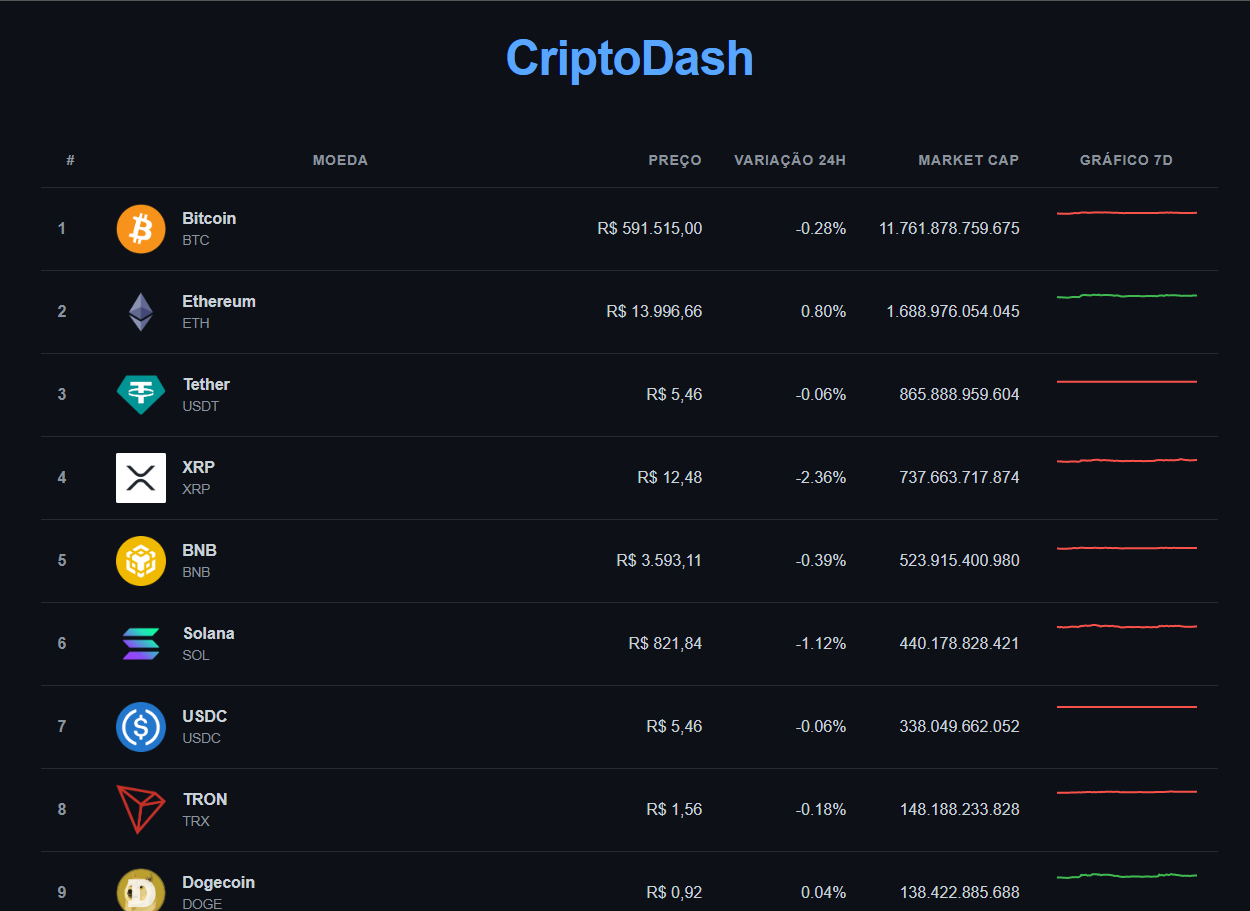 CriptoDash
# MOEDA PREÇO VARIAÇÃO 24H MARKET CAP GRÁFICO 7D
1 Bitcoin R$ 591.515,00 -0.28% 11.761.878.759.675
BTC
2 Ethereum R$ 13.996,66 0.80% 1.688.976.054.045
ETH
3 Tether R$ 5,46 -0.06% 865.888.959.604
USDT
4 XRP R$ 12,48 -2.36% 737.663.717.874
XRP
5 BNB R$ 3.593,11 -0.39% 523.915.400.980
BNB
6 Solana R$ 821,84 -1.12% 440.178.828.421
SOL
7 USDC R$ 5,46 -0.06% 338.049.662.052
USDC
8 TRON R$ 1,56 -0.18% 148.188.233.828
TRX
9 Dogecoin R$ 0,92 0.04% 138.422.885.688
DOGE